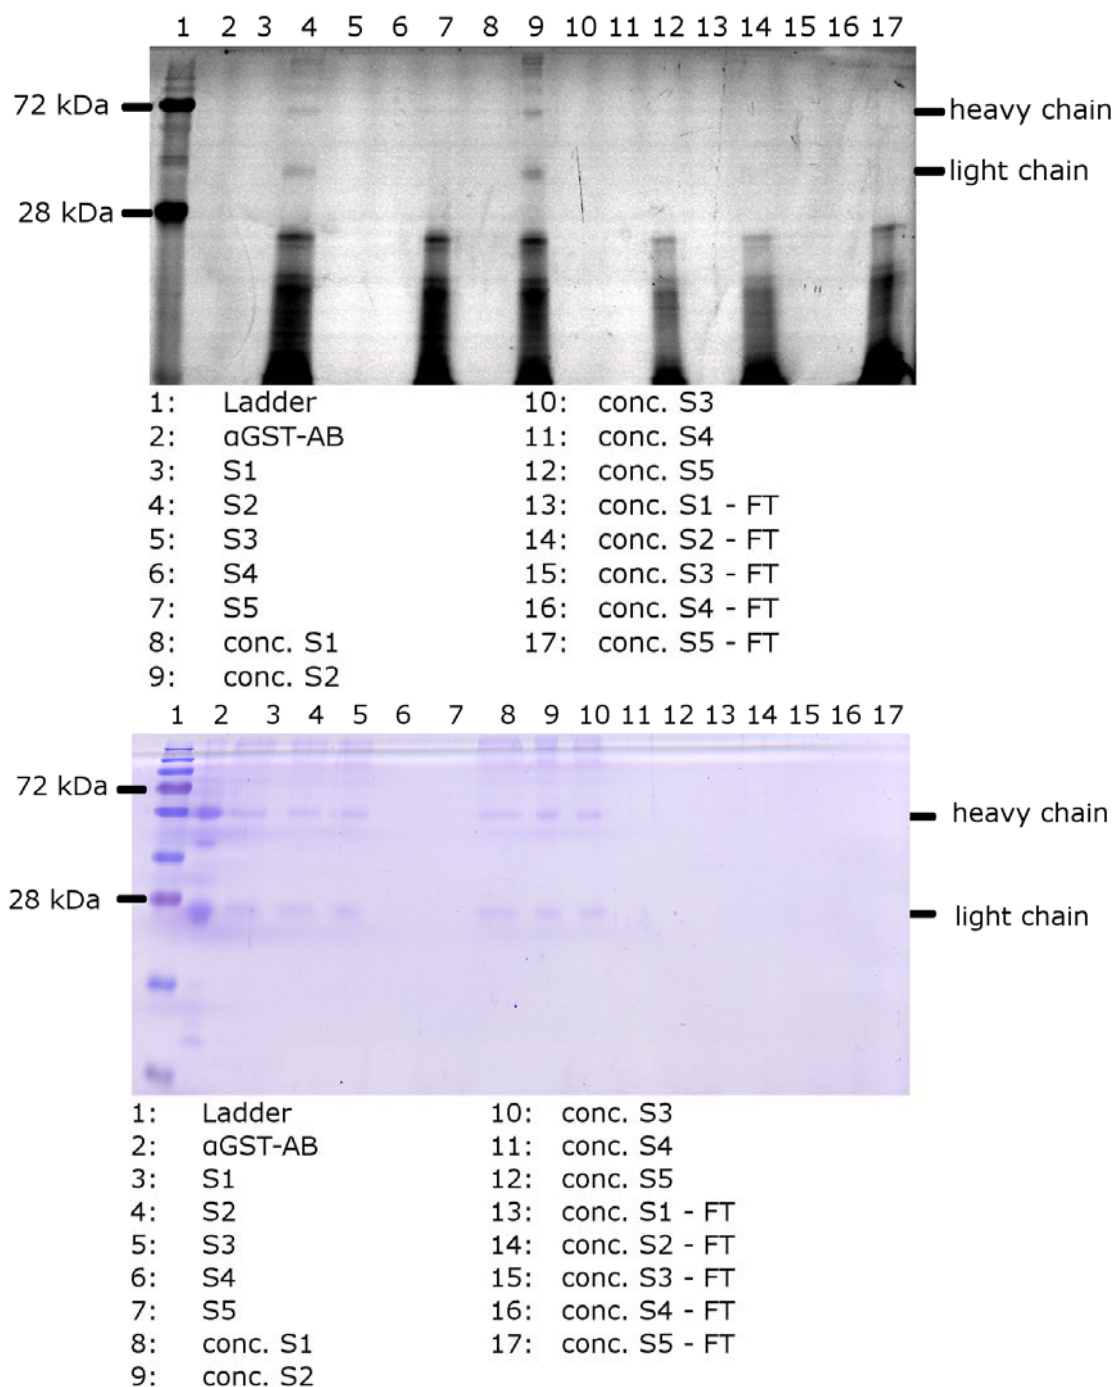 1 2 3 4 5 6 7 8 9 10 11 12 13 14 15 16 17
72 kDa
heavy chain
light chain
28 kDa
1: Ladder
2: αGST-AB
3: S1
4: S2
5: S3
6: S4
7: S5
8: conc. S1
9: conc. S2
10: conc. S3
11: conc. S4
12: conc. S5
13: conc. S1 - FT
14: conc. S2 - FT
15: conc. S3 - FT
16: conc. S4 - FT
17: conc. S5 - FT
1 2 3 4 5 6 7 8 9 10 11 12 13 14 15 16 17
72 kDa
heavy chain
28 kDa
light chain
1: Ladder
2: αGST-AB
3: S1
4: S2
5: S3
6: S4
7: S5
8: conc. S1
9: conc. S2
10: conc. S3
11: conc. S4
12: conc. S5
13: conc. S1 - FT
14: conc. S2 - FT
15: conc. S3 - FT
16: conc. S4 - FT
17: conc. S5 - FT